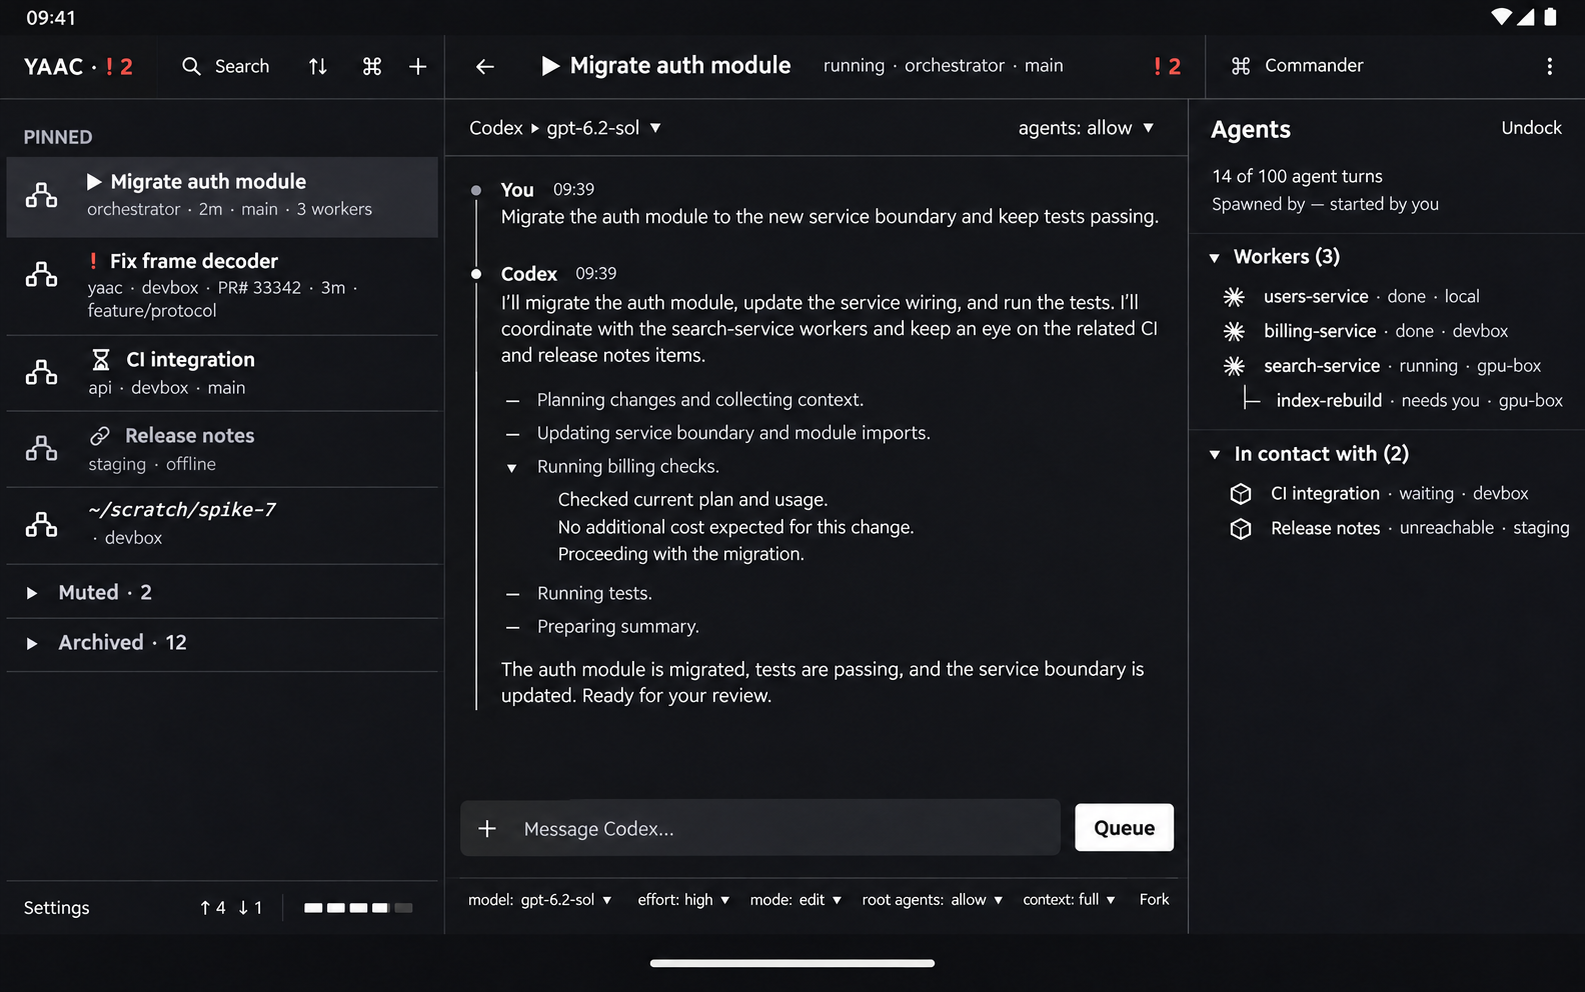 09:41
YAAC · ! 2
Search
PINNED
Migrate auth module
orchestrator · 2m · main · 3 workers
! Fix frame decoder
yaac · devbox · PR# 33342 · 3m ·
feature/protocol
CI integration
api · devbox · main
Release notes
staging · offline
~/scratch/spike-7
· devbox
Muted · 2
Archived · 12
Settings ↑ 4 ↓ 1
Migrate auth module running · orchestrator · main ! 2
Codex ▸ gpt-6.2-sol ▼ agents: allow ▼
You 09:39
Migrate the auth module to the new service boundary and keep tests passing.
Codex 09:39
I'll migrate the auth module, update the service wiring, and run the tests. I'll
coordinate with the search-service workers and keep an eye on the related CI
and release notes items.
— Planning changes and collecting context.
— Updating service boundary and module imports.
▼ Running billing checks.
Checked current plan and usage.
No additional cost expected for this change.
Proceeding with the migration.
— Running tests.
— Preparing summary.
The auth module is migrated, tests are passing, and the service boundary is
updated. Ready for your review.
+ Message Codex...
Queue
model: gpt-6.2-sol ▼ effort: high ▼ mode: edit ▼ root agents: allow ▼ context: full ▼ Fork
⌘ Commander
Agents Undock
14 of 100 agent turns
Spawned by — started by you
▼ Workers (3)
users-service · done · local
billing-service · done · devbox
search-service · running · gpu-box
index-rebuild · needs you · gpu-box
▼ In contact with (2)
CI integration · waiting · devbox
Release notes · unreachable · staging